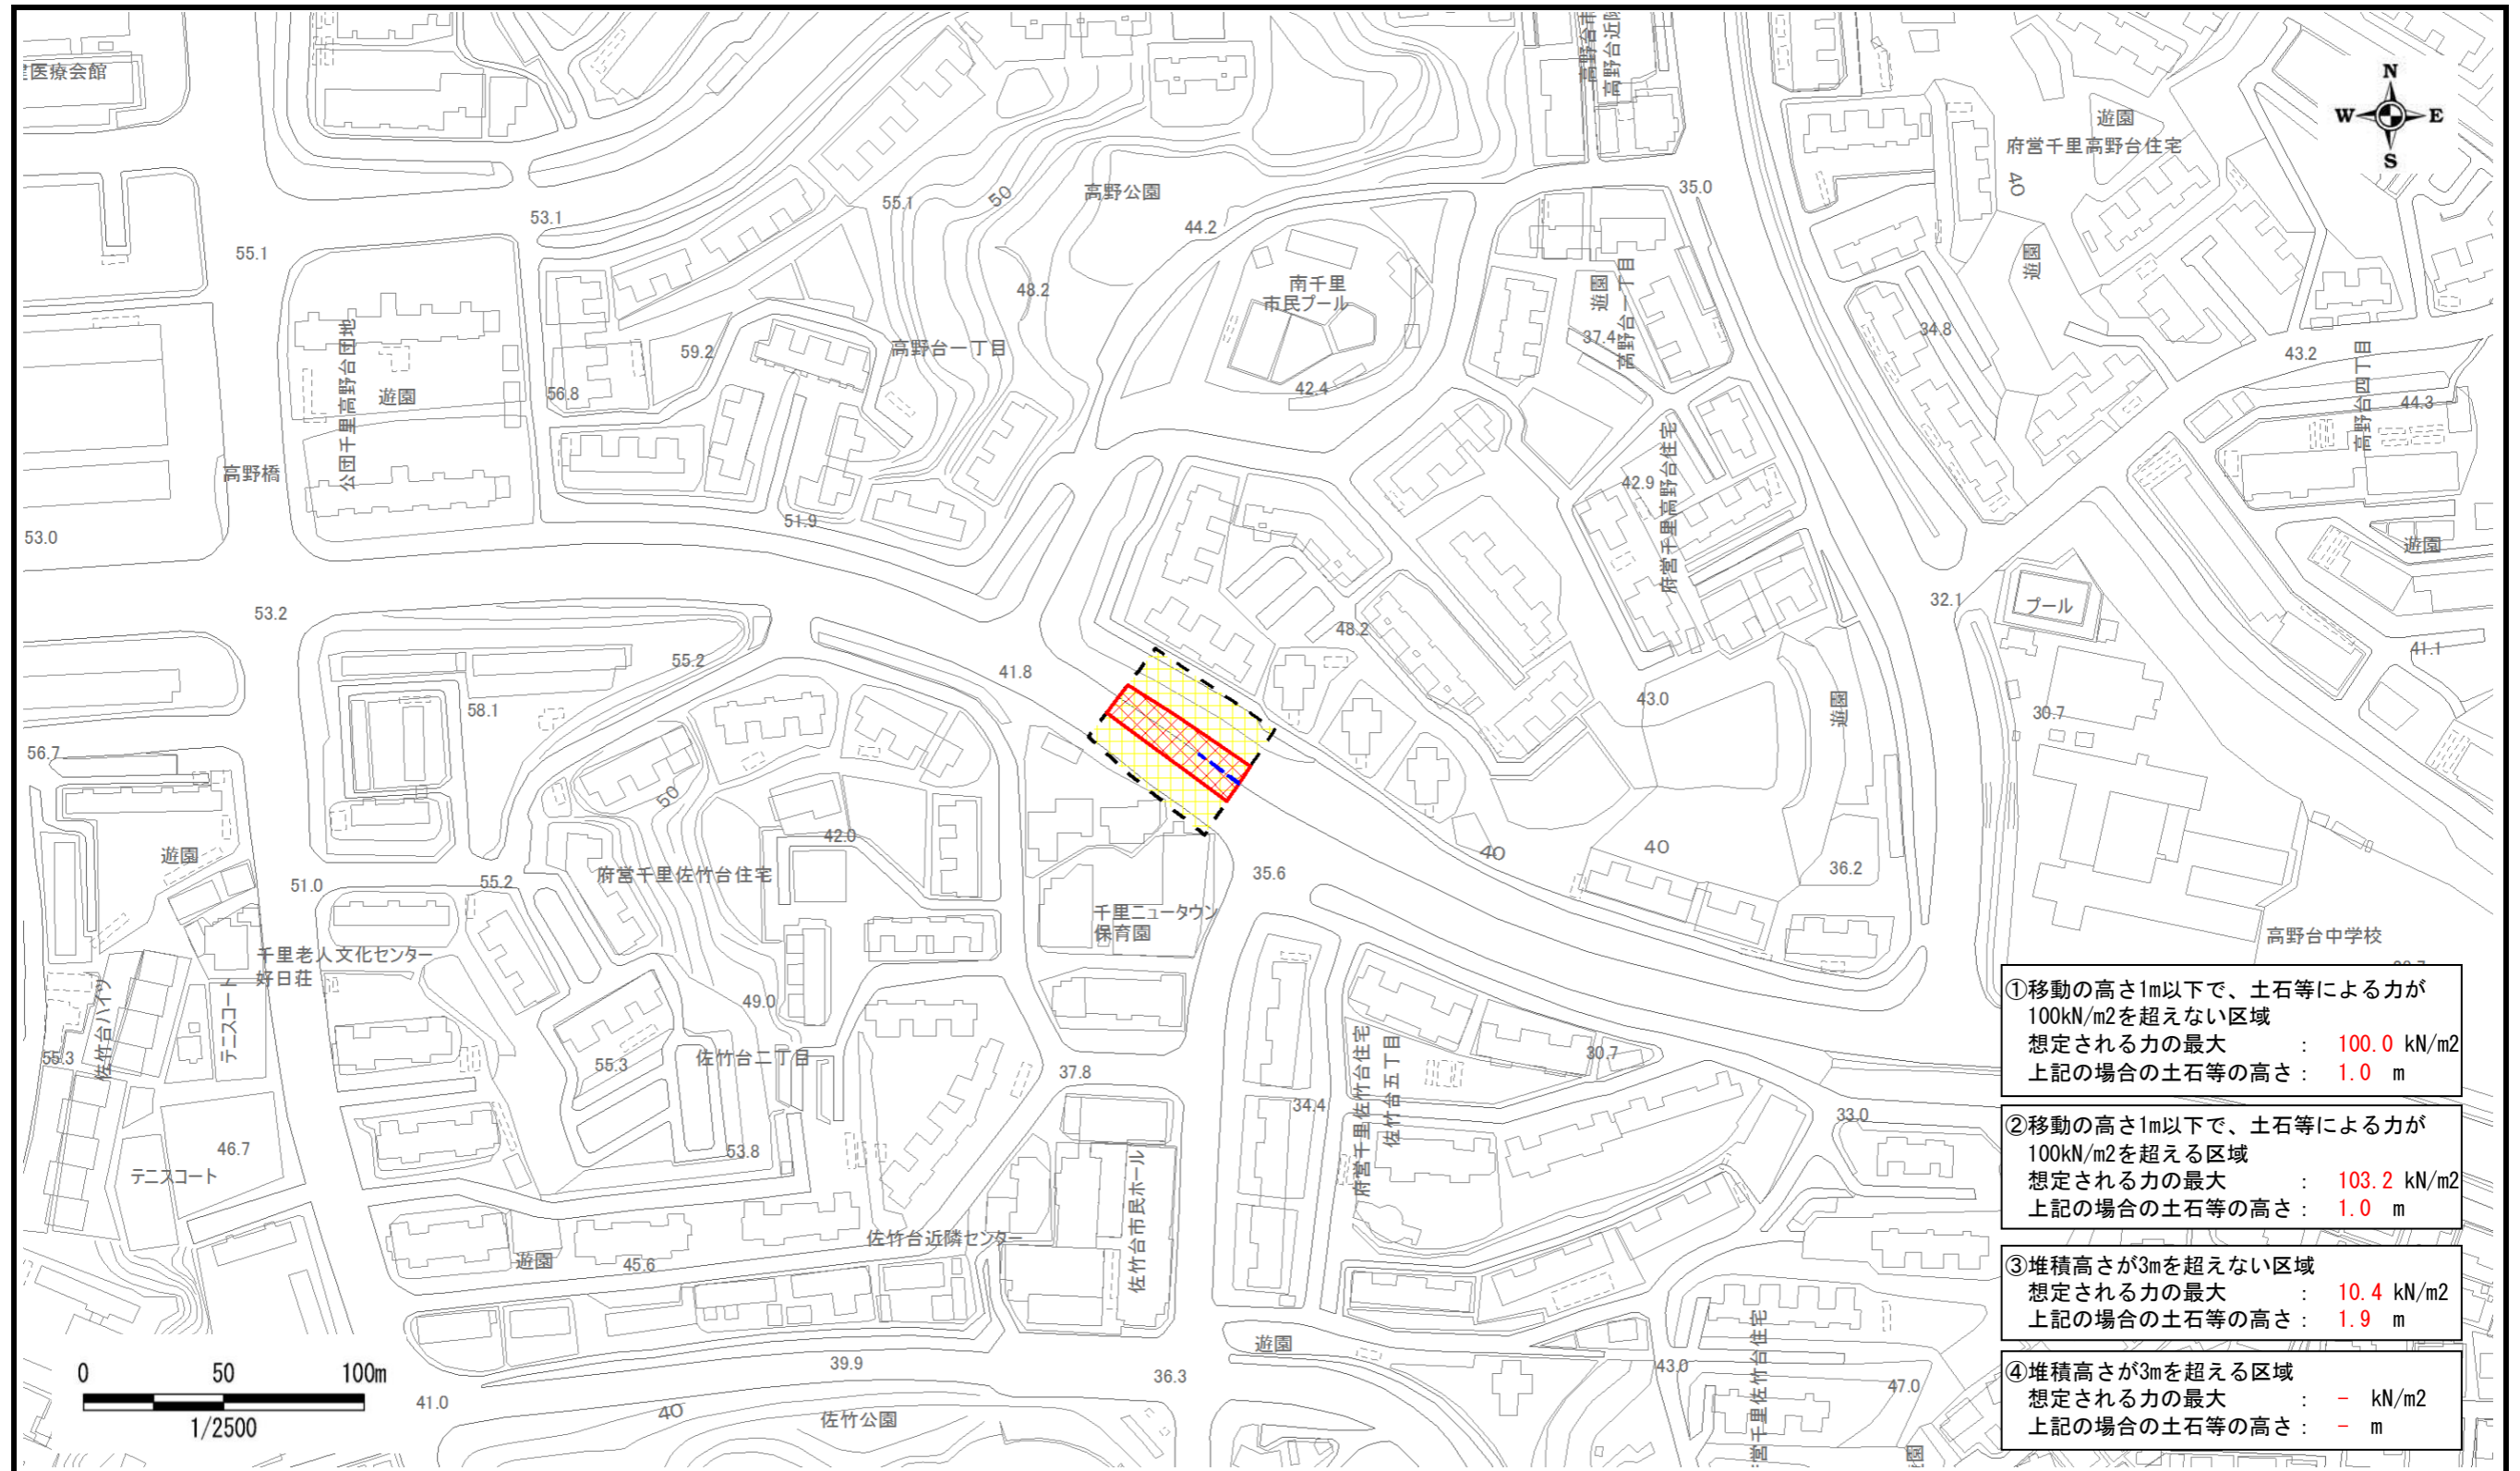 医療会館
高野台近隣
N
W
E
S
遊園
府営千里高野台住宅
40
35.0
高野公園
50
55.1
53.1
44.2
55.1
遊園
南千里
市民プール
遊園
高野台一丁目
48.2
37.4
34.8
43.2
高野台四丁目
公団千里高野台団地
59.2
高野台一丁目
遊園
56.8
42.4
44.3
府営千里高野台住宅
高野橋
42.9
51.9
53.0
遊園
53.2
32.1
プール
48.2
41.1
55.2
41.8
43.0
遊園
58.1
30.7
56.7
50
42.0
遊園
40
40
36.2
51.0
55.2
府営千里佐竹台住宅
35.6
千里ニュータウン
保育園
高野台中学校
千里老人文化センター
好日荘
佐竹台ハイツ
テニスコート
49.0
55.3
55.3
佐竹台二丁目
37.8
府営千里佐竹台住宅
佐竹台五丁目
30.7
34.4
33.0
46.7
53.8
テニスコート
佐竹台市民ホール
佐竹台近隣センター
遊園
45.6
遊園
39.9
36.3
43.0
府営千里佐竹台住宅
47.0
41.0
40
佐竹公園
園
0 50 100m
1/2500
①移動の高さ1m以下で、土石等による力が
100kN/m2を超えない区域
想定される力の最大 : 100.0 kN/m2
上記の場合の土石等の高さ : 1.0 m
②移動の高さ1m以下で、土石等による力が
100kN/m2を超える区域
想定される力の最大 : 103.2 kN/m2
上記の場合の土石等の高さ : 1.0 m
③堆積高さが3mを超えない区域
想定される力の最大 : 10.4 kN/m2
上記の場合の土石等の高さ : 1.9 m
④堆積高さが3mを超える区域
想定される力の最大 : - kN/m2
上記の場合の土石等の高さ : - m